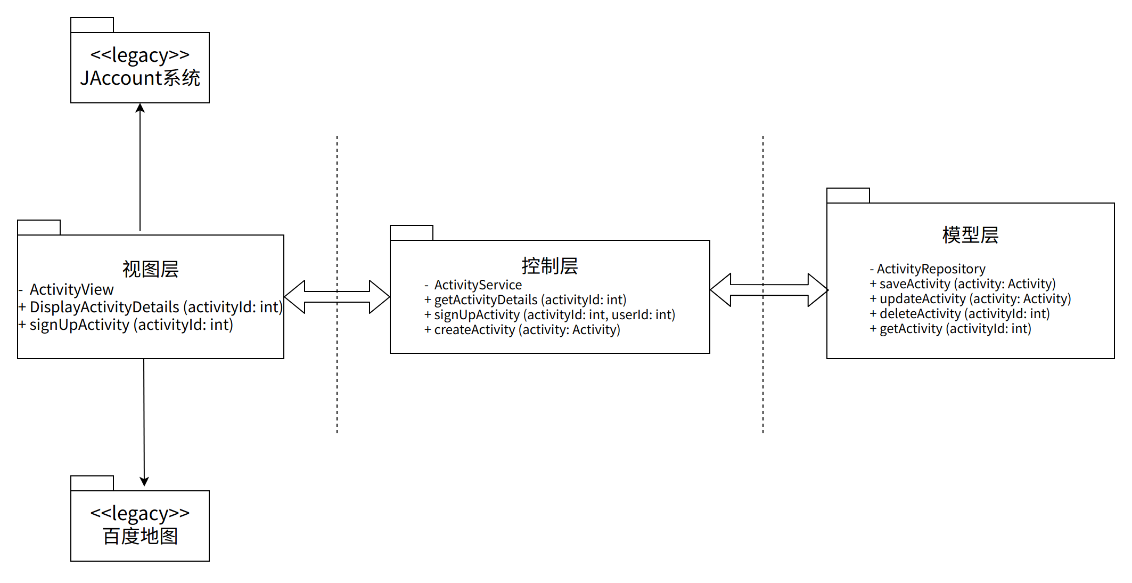 <<legacy>>
JAccount系统
视图层
- ActivityView
+ DisplayActivityDetails (activityId: int)
+ signUpActivity (activityId: int)
控制层
- ActivityService
+ getActivityDetails (activityId: int)
+ signUpActivity (activityId: int, userId: int)
+ createActivity (activity: Activity)
模型层
- ActivityRepository
+ saveActivity (activity: Activity)
+ updateActivity (activity: Activity)
+ deleteActivity (activityId: int)
+ getActivity (activityId: int)
<<legacy>>
百度地图